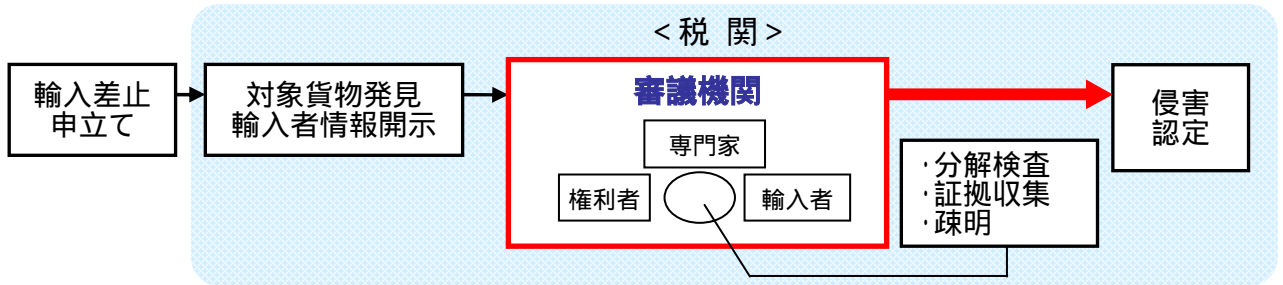 <税 関>
輸入差止
申立て
対象貨物発見
輸入者情報開示
審議機関
専門家
権利者
輸入者
・分解検査
・証拠収集
・疎明
侵害
認定